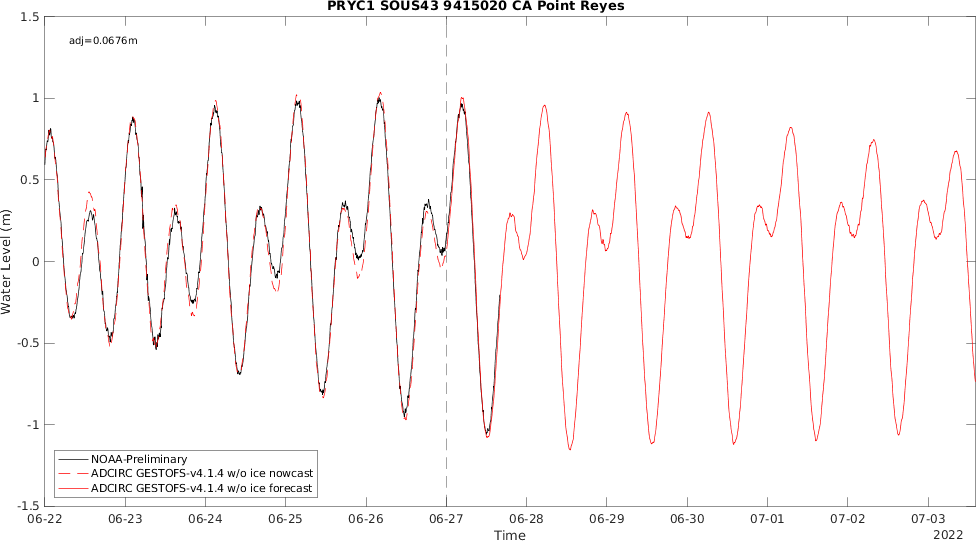 PRYC1 SOUS43 9415020 CA Point Reyes
adj=0.0676m
1.5
1
0.5
0
-0.5
-1
-1.5
Water Level (m)
NOAA-Preliminary
ADCIRC GESTOFS-v4.1.4 w/o ice nowcast
ADCIRC GESTOFS-v4.1.4 w/o ice forecast
06-22 06-23 06-24 06-25 06-26 06-27 06-28 06-29 06-30 07-01 07-02 07-03
Time
2022